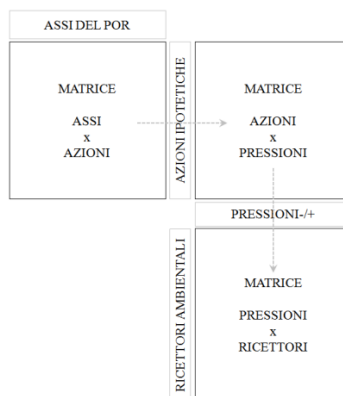 ASSI DEL POR
MATRICE
ASSI
x
AZIONI
AZIONI IPOTETICHE
MATRICE
AZIONI
x
PRESSIONI
PRESSIONI-/+
RICETTORI AMBIENTALI
MATRICE
PRESSIONI
x
RICETTORI